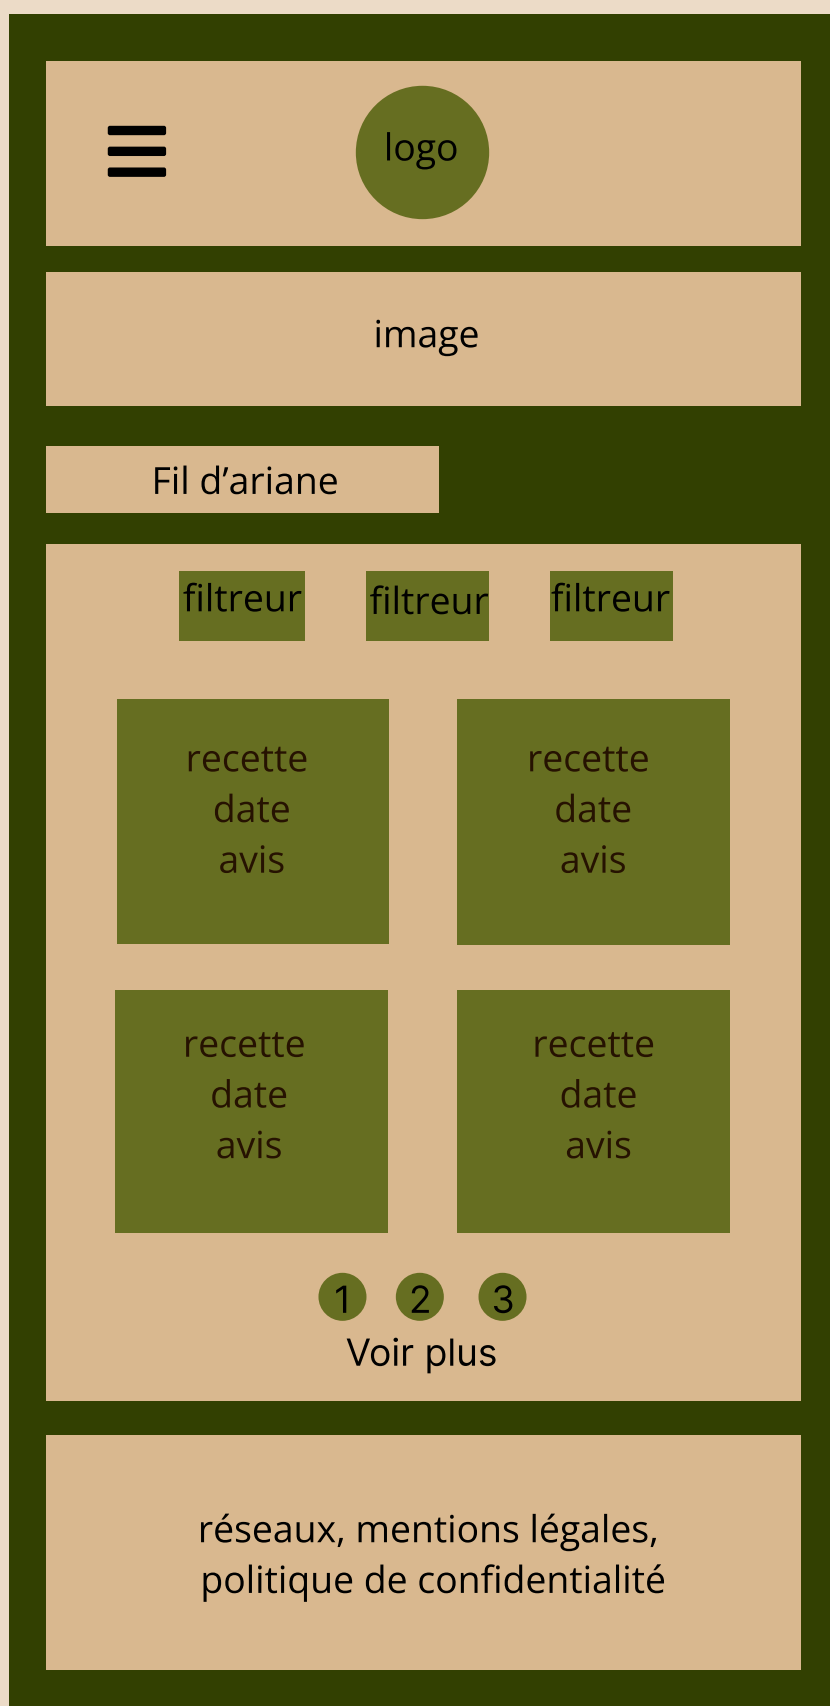 logo
image
Fil d’ariane
filtreur filtreur filtreur
recette
date
avis
recette
date
avis
recette
date
avis
recette
date
avis
1 2 3
Voir plus
réseaux, mentions légales,
politique de confidentialité